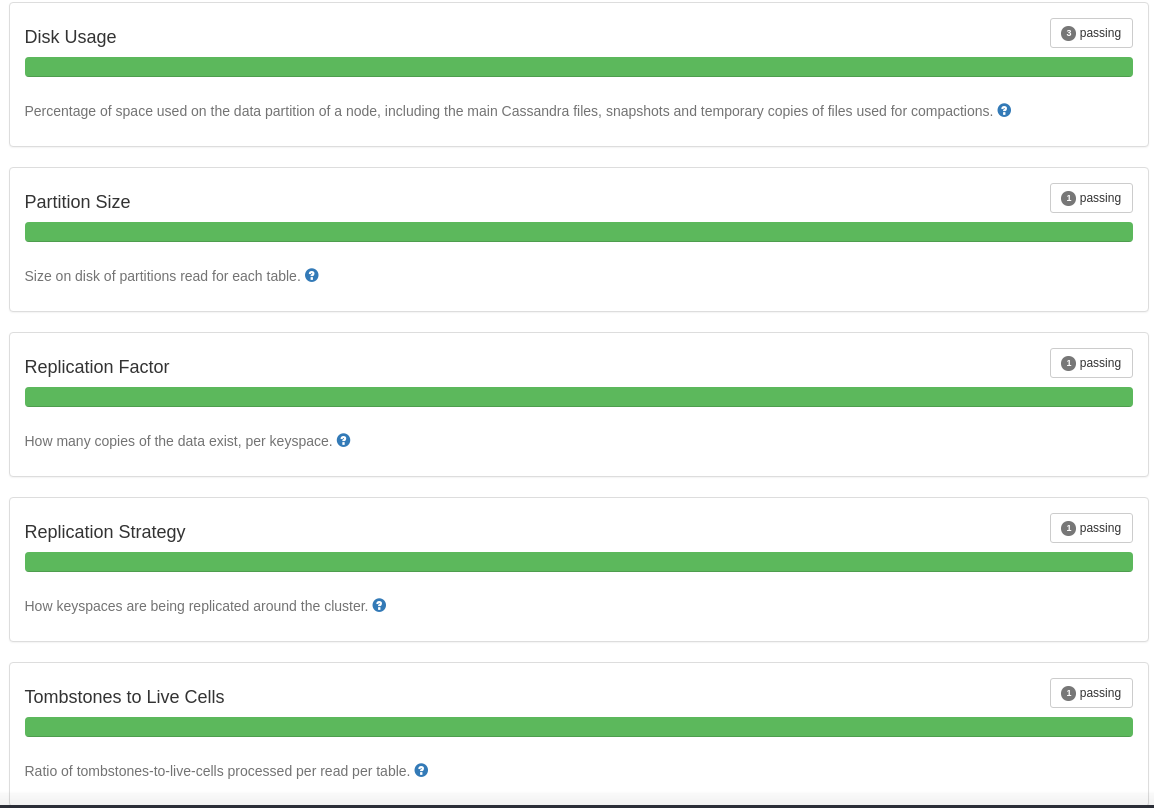 Disk Usage
3 passing
Percentage of space used on the data partition of a node, including the main Cassandra files, snapshots and temporary copies of files used for compactions. ?
Partition Size
1 passing
Size on disk of partitions read for each table. ?
Replication Factor
1 passing
How many copies of the data exist, per keyspace. ?
Replication Strategy
1 passing
How keyspaces are being replicated around the cluster. ?
Tombstones to Live Cells
1 passing
Ratio of tombstones-to-live-cells processed per read per table. ?